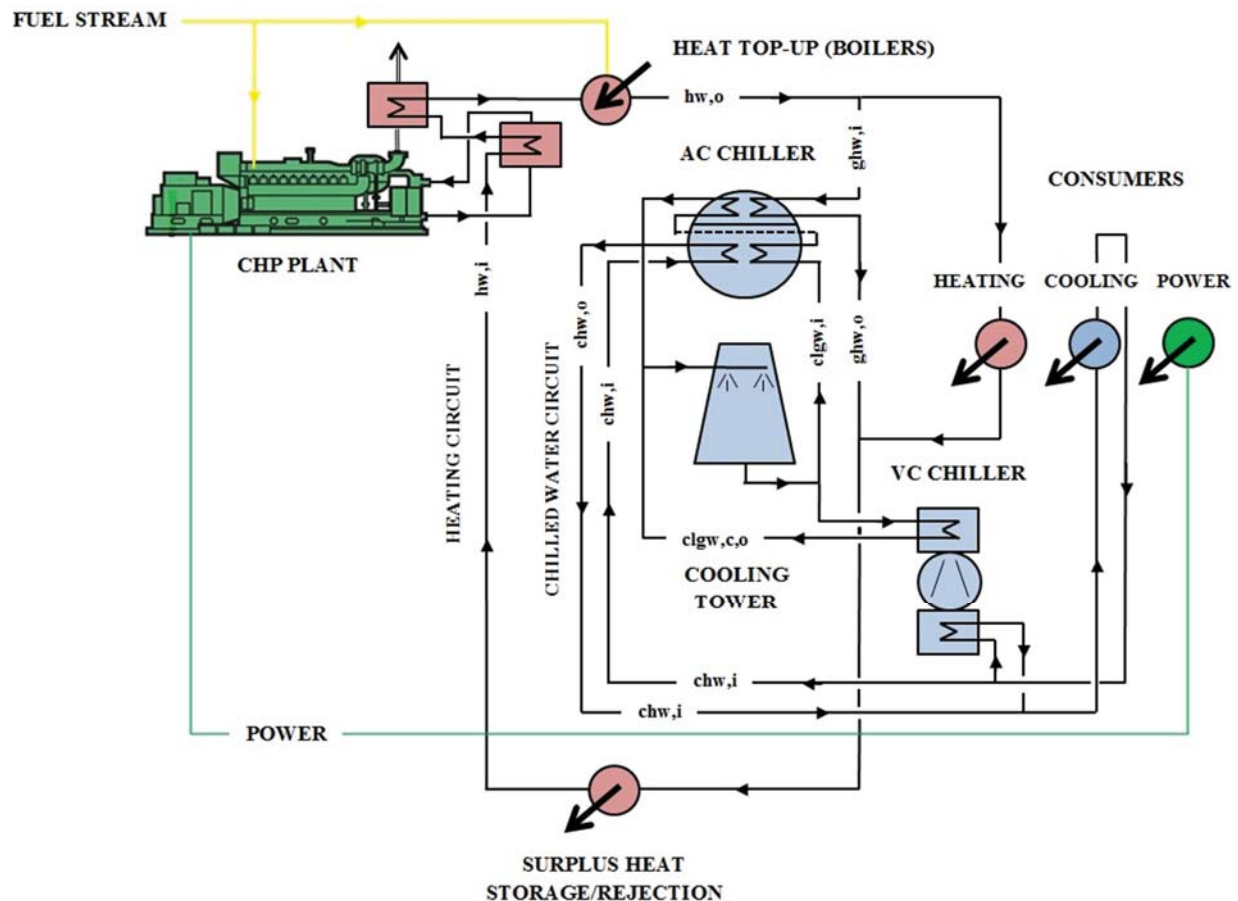 FUEL STREAM
HEAT TOP-UP (BOILERS)
hw,o
ghw,i
AC CHILLER
CONSUMERS
CHP PLANT
hw,i
HEATING
COOLING
POWER
chw,o
clgw,i
ghw,o
chw,i
HEATING CIRCUIT
CHILLED WATER CIRCUIT
VC CHILLER
clgw,c,o
COOLING
TOWER
chw,i
chw,i
POWER
SURPLUS HEAT
STORAGE/REJECTION